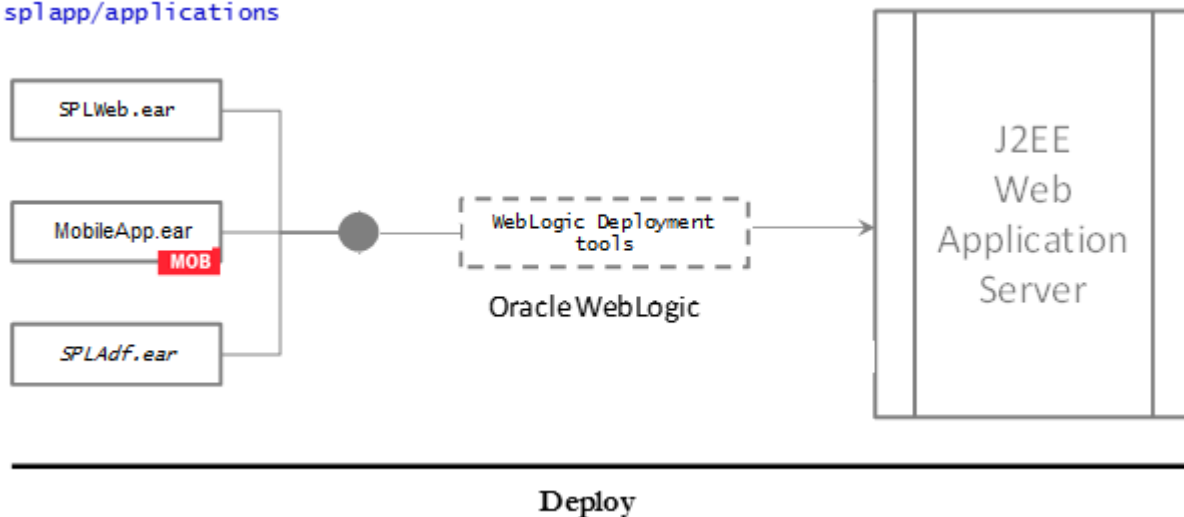 splapp/applications
SPLWeb.ear
MobileApp.ear
MOB
SPLAdf.ear
WebLogic Deployment
tools
Oracle WebLogic
J2EE
Web
Application
Server
Deploy